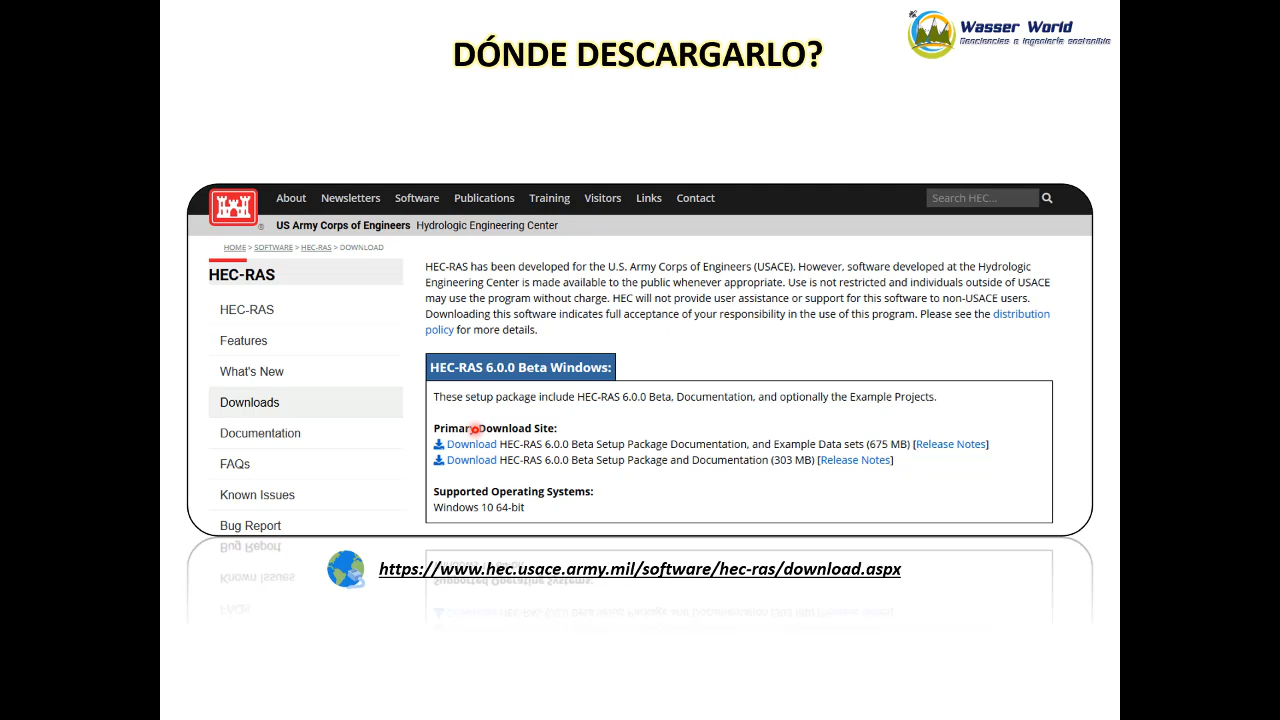 DÓNDE DESCARGARLO?
Wasser World
Geociencias e Ingeniería sostenible
About Newsletters Software Publications Training Visitors Links Contact Search HEC...
US Army Corps of Engineers Hydrologic Engineering Center
HOME > SOFTWARE > HEC-RAS > DOWNLOAD
HEC-RAS
HEC-RAS
Features
What's New
Downloads
Documentation
FAQs
Known Issues
Bug Report
HEC-RAS has been developed for the U.S. Army Corps of Engineers (USACE). However, software developed at the Hydrologic
Engineering Center is made available to the public whenever appropriate. Use is not restricted and individuals outside of USACE
may use the program without charge. HEC will not provide user assistance or support for this software to non-USACE users.
Downloading this software indicates full acceptance of your responsibility in the use of this program. Please see the distribution
policy for more details.
HEC-RAS 6.0.0 Beta Windows:
These setup package include HEC-RAS 6.0.0 Beta, Documentation, and optionally the Example Projects.
Primary Download Site:
Download HEC-RAS 6.0.0 Beta Setup Package Documentation, and Example Data sets (675 MB) [Release Notes]
Download HEC-RAS 6.0.0 Beta Setup Package and Documentation (303 MB) [Release Notes]
Supported Operating Systems:
Windows 10 64-bit
https://www.hec.usace.army.mil/software/hec-ras/download.aspx